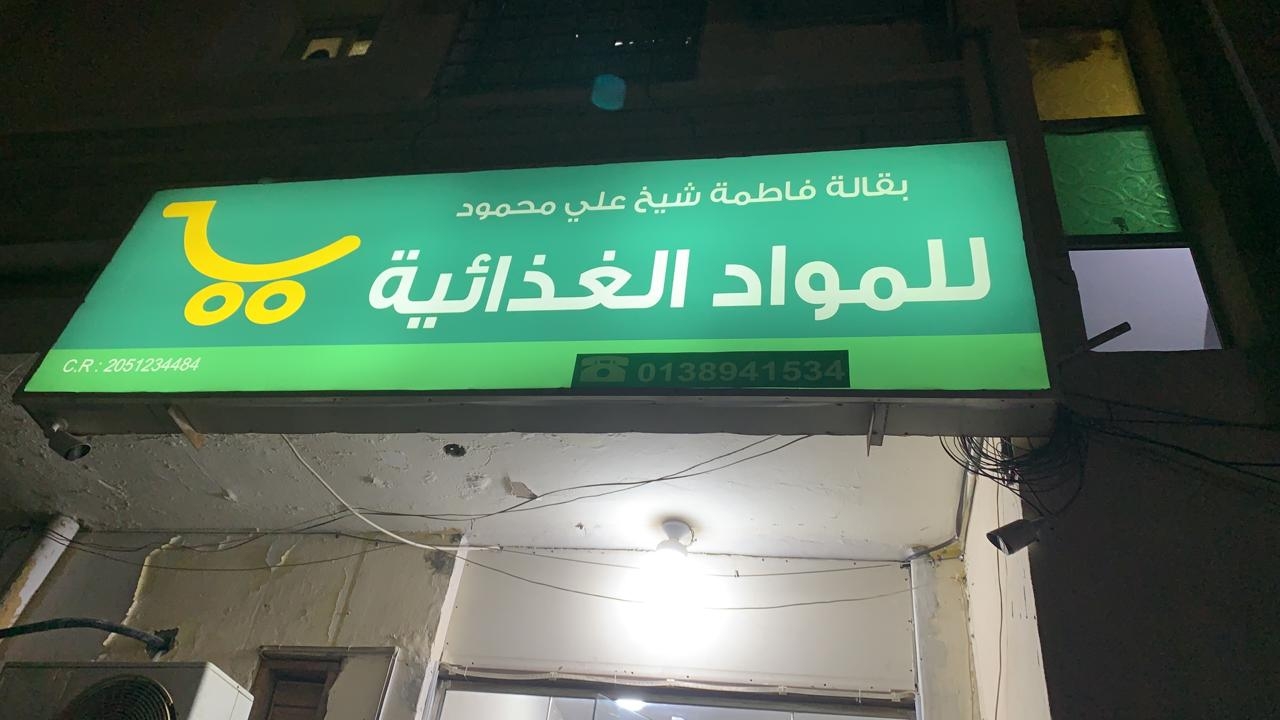 بقالة فاطمة شيخ علي محمود
للمواد الغذائية
C.R : 2051234484
0138941534